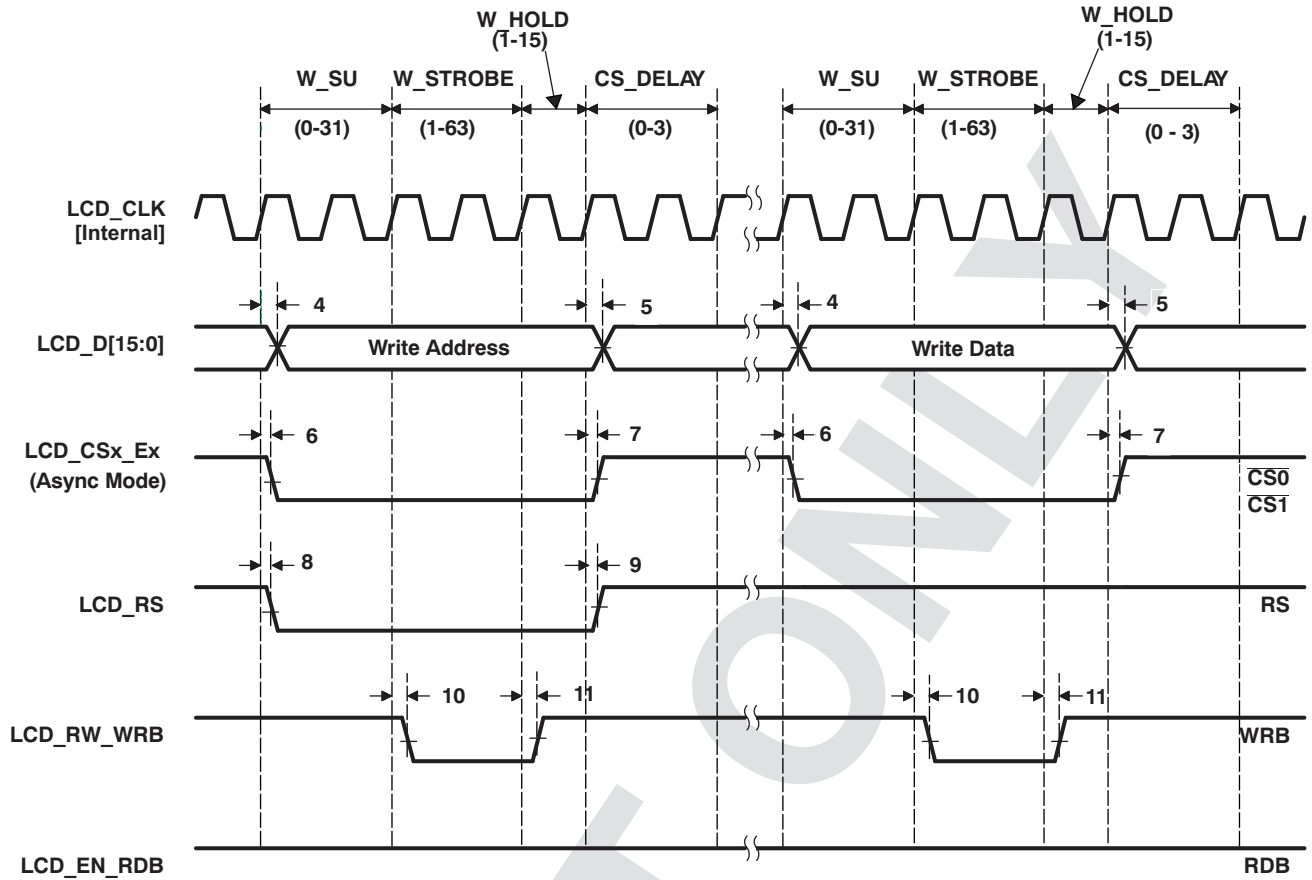 W_HOLD
(1-15)
W_HOLD
(1-15)
W_SU W_STROBE CS_DELAY W_SU W_STROBE CS_DELAY
(0-31) (1-63) (0-3) (0-31) (1-63) (0 - 3)
LCD_CLK
[Internal]
4 5 4 5
LCD_D[15:0] Write Address Write Data
6 7 6 7
LCD_CSx_Ex
(Async Mode)
CS0
CS1
8 9
LCD_RS RS
10 11 10 11
LCD_RW_WRB WRB
LCD_EN_RDB RDB
T ONLY